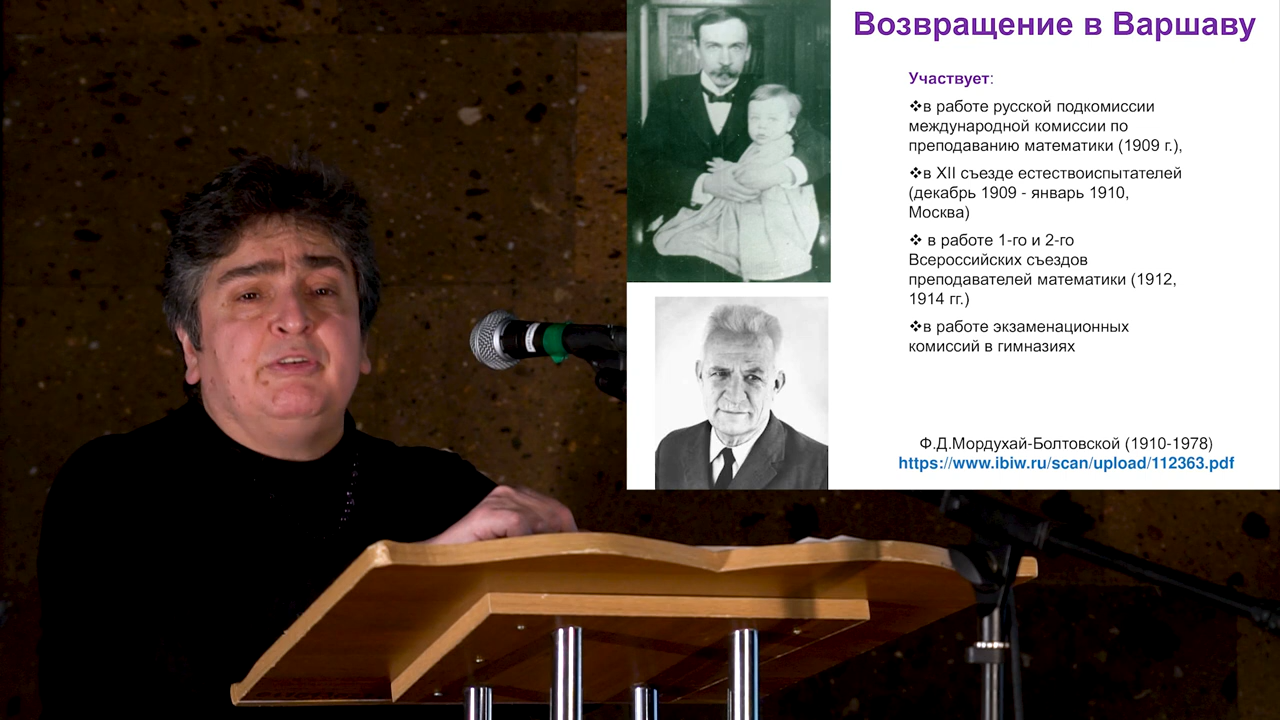 Возвращение в Варшаву
Участвует:
❖в работе русской подкомиссии
международной комиссии по
преподаванию математики (1909 г.),
❖в XII съезде естествоиспытателей
(декабрь 1909 - январь 1910,
Москва)
❖ в работе 1-го и 2-го
Всероссийских съездов
преподавателей математики (1912,
1914 гг.)
❖в работе экзаменационных
комиссий в гимназиях
Ф.Д.Мордухай-Болтовской (1910-1978)
https://www.ibiw.ru/scan/upload/112363.pdf